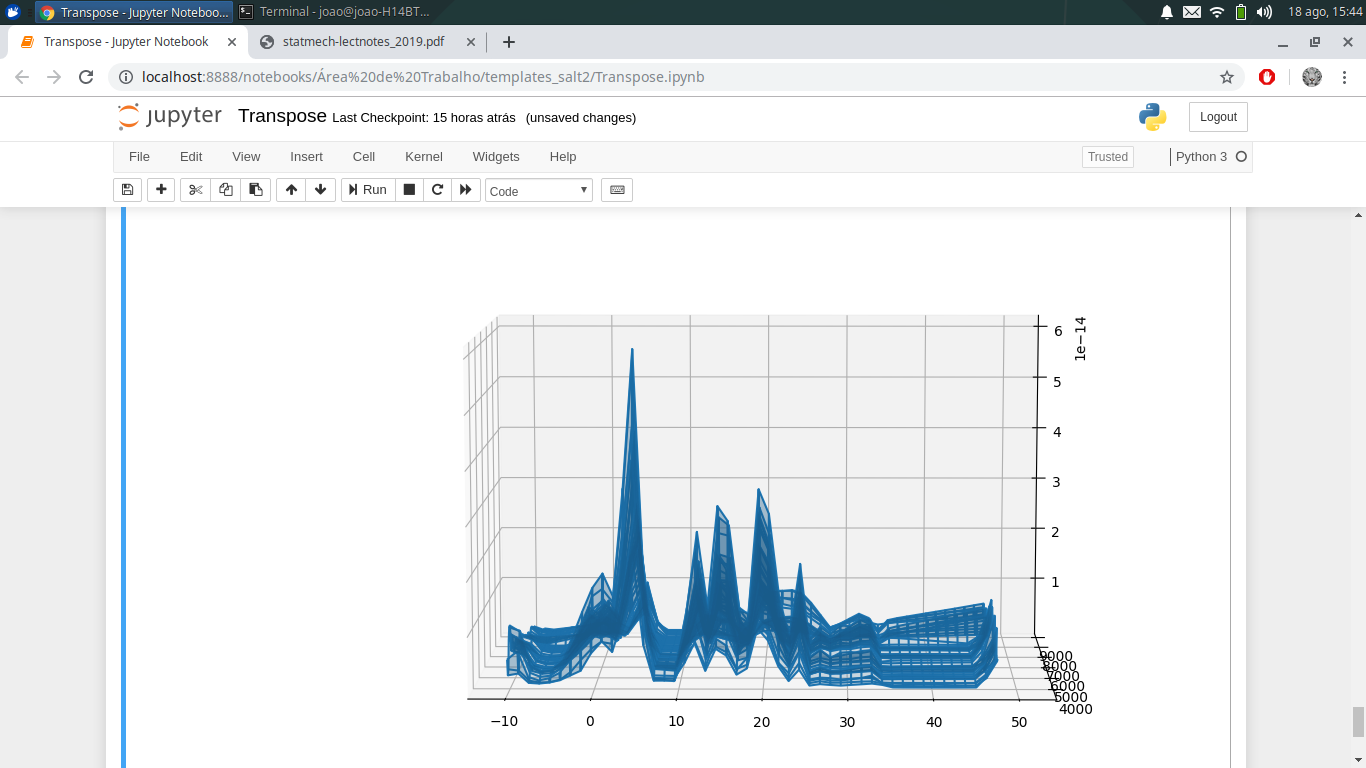 Transpose - Jupyter Noteboo...
Terminal - joao@joao-H14BT...
18 ago, 15:44
Transpose - Jupyter Notebook
statmech-lectnotes_2019.pdf
localhost:8888/notebooks/Área%20de%20Trabalho/templates_salt2/Transpose.ipynb
jupyter Transpose Last Checkpoint: 15 horas atrás (unsaved changes)
Logout
File Edit View Insert Cell Kernel Widgets Help
Trusted
Python 3
Run
Code
1e−14
6
5
4
3
2
1
9000
8000
7000
6000
5000
4000
−10 0 10 20 30 40 50